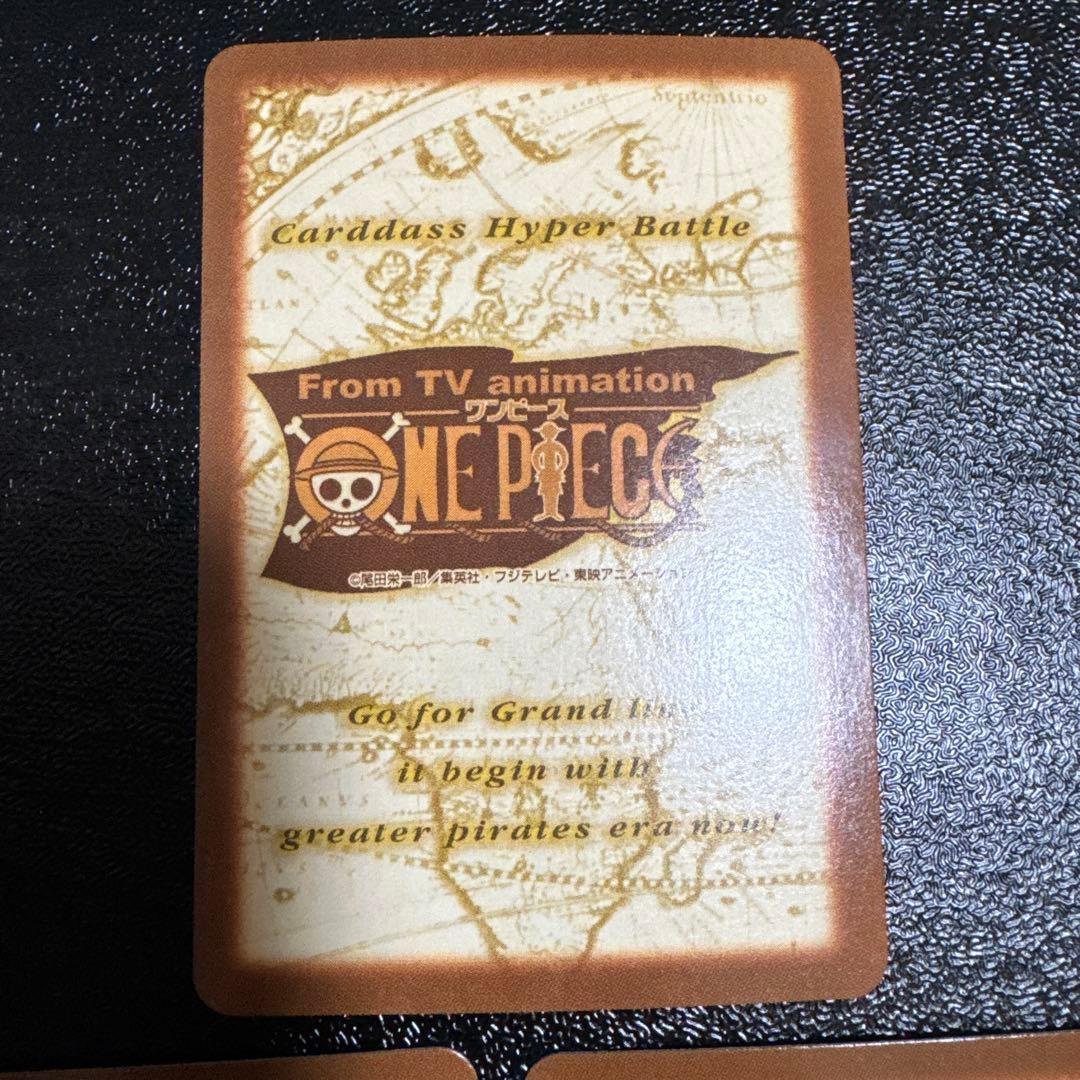 Septentrio
Carddass Hyper Battle
From TV animation
ワンピース
ONE PIECE
©尾田栄一郎/集英社・フジテレビ・東映アニメーション
Go for Grand line
it begin with
greater pirates era now!